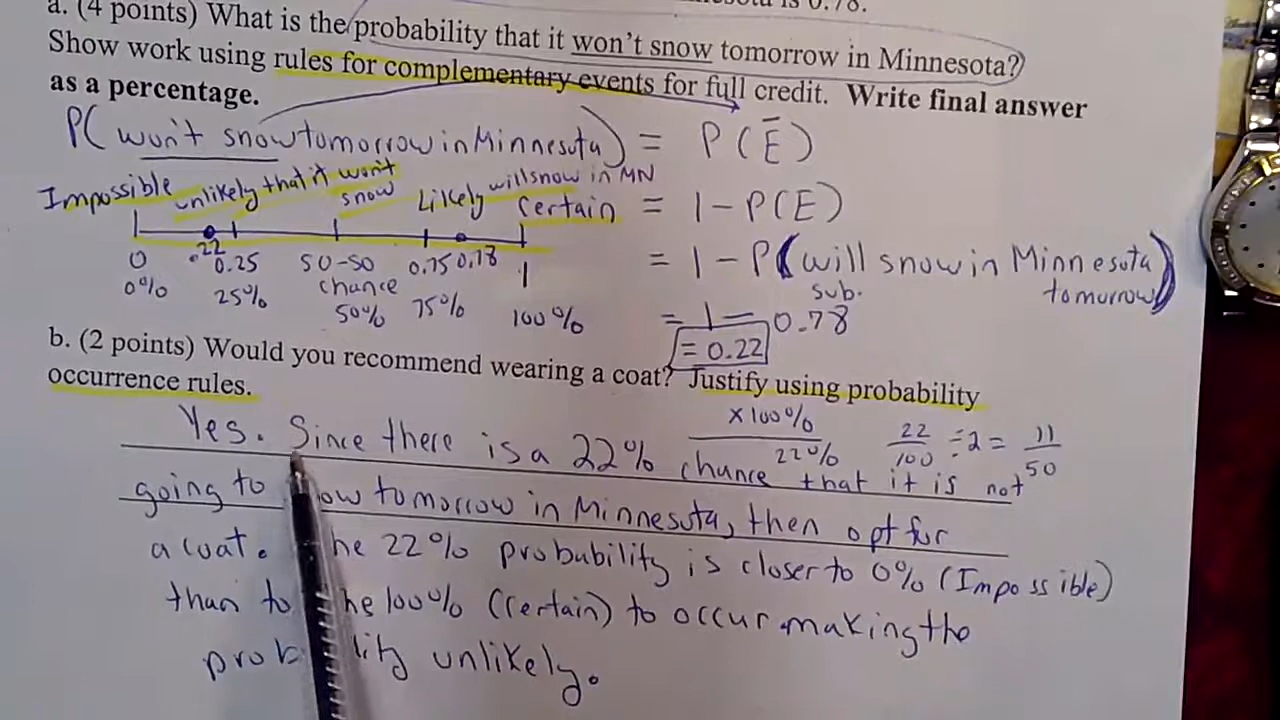 is 0.78.
a. (4 points) What is the probability that it won't snow tomorrow in Minnesota?
Show work using rules for complementary events for full credit. Write final answer
as a percentage.
P(won't snow tomorrow in Minnesota) = P(Ē)
Impossible unlikely that it won't snow Likely will snow in MN Certain
= 1 - P(E)
= 1 - P(will snow in Minnesota tomorrow)
sub.
= 1 - 0.78
= 0.22
0 .22 0.25 50-50 chance 0.75 0.78 1
0% 25% 50% 75% 100%
b. (2 points) Would you recommend wearing a coat? Justify using probability
occurrence rules.
x100%
22%
22/100 ÷2 = 11/50
Yes. Since there is a 22% chance that it is not
going to tomorrow in Minnesota, then opt for
a coat. 22% probability is closer to 0% (Impossible)
than to 100% (Certain) to occur making the
unlikely.